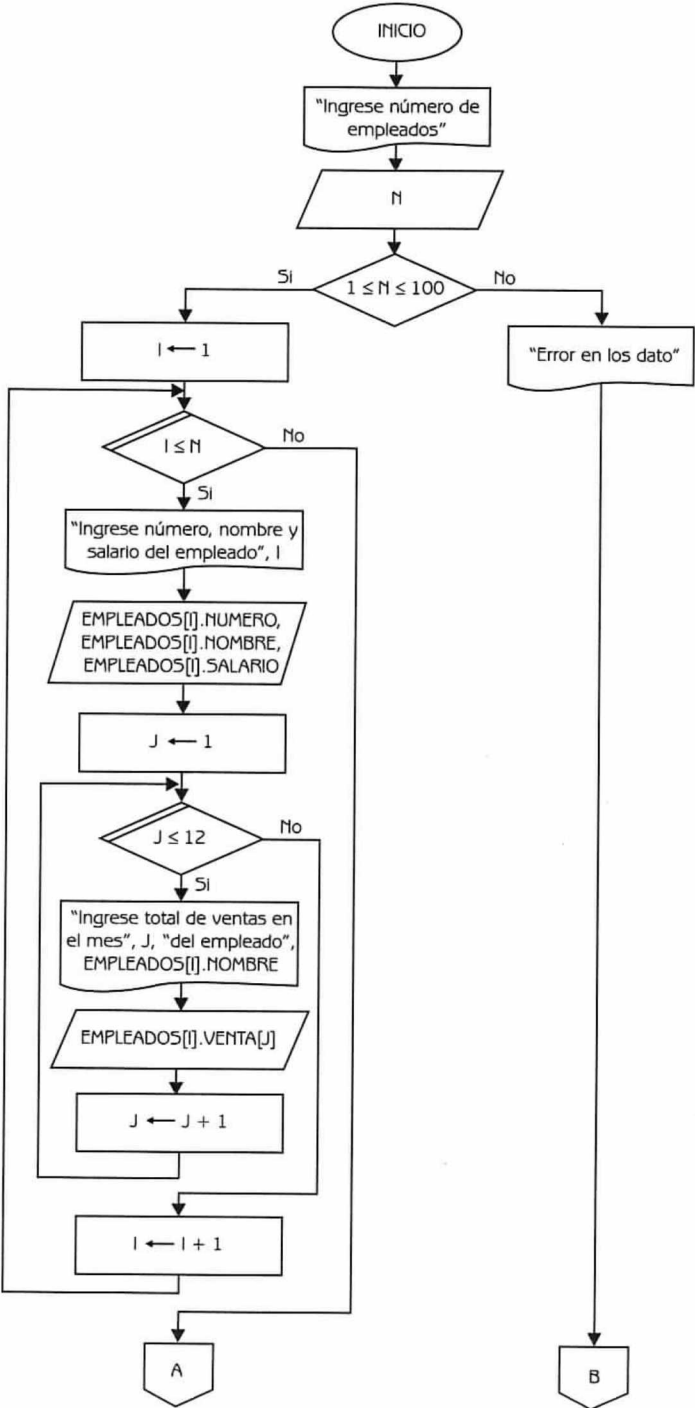 INICIO
"Ingrese número de
empleados"
N
Si
1 ≤ N ≤ 100
No
I ← 1
"Error en los dato"
I ≤ N
No
Si
"Ingrese número, nombre y
salario del empleado", I
EMPLEADOS[I].NUMERO,
EMPLEADOS[I].NOMBRE,
EMPLEADOS[I].SALARIO
J ← 1
J ≤ 12
No
Si
"Ingrese total de ventas en
el mes", J, "del empleado",
EMPLEADOS[I].NOMBRE
EMPLEADOS[I].VENTA[J]
J ← J + 1
I ← I + 1
A
B